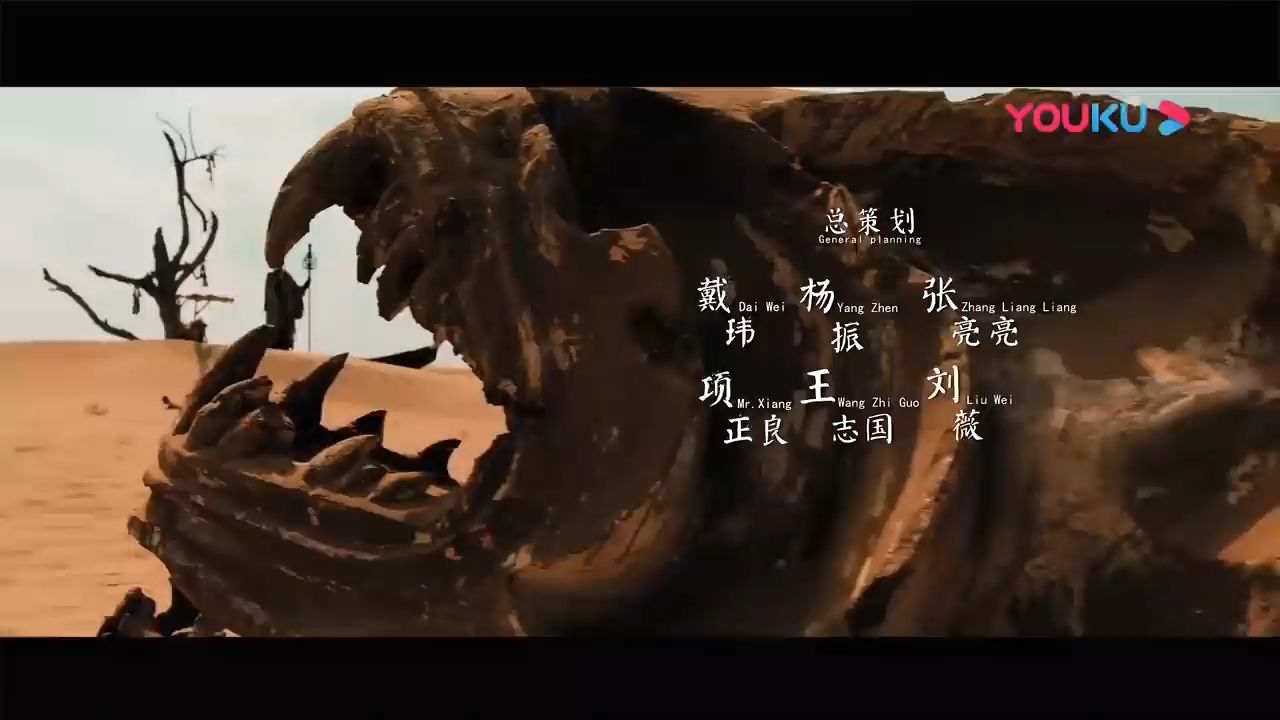 YOUKU
总策划
General planning
戴玮 Dai Wei 杨振 Yang Zhen 张亮亮 Zhang Liang Liang
项正良 Mr.Xiang 王志国 Wang Zhi Guo 刘薇 Liu Wei